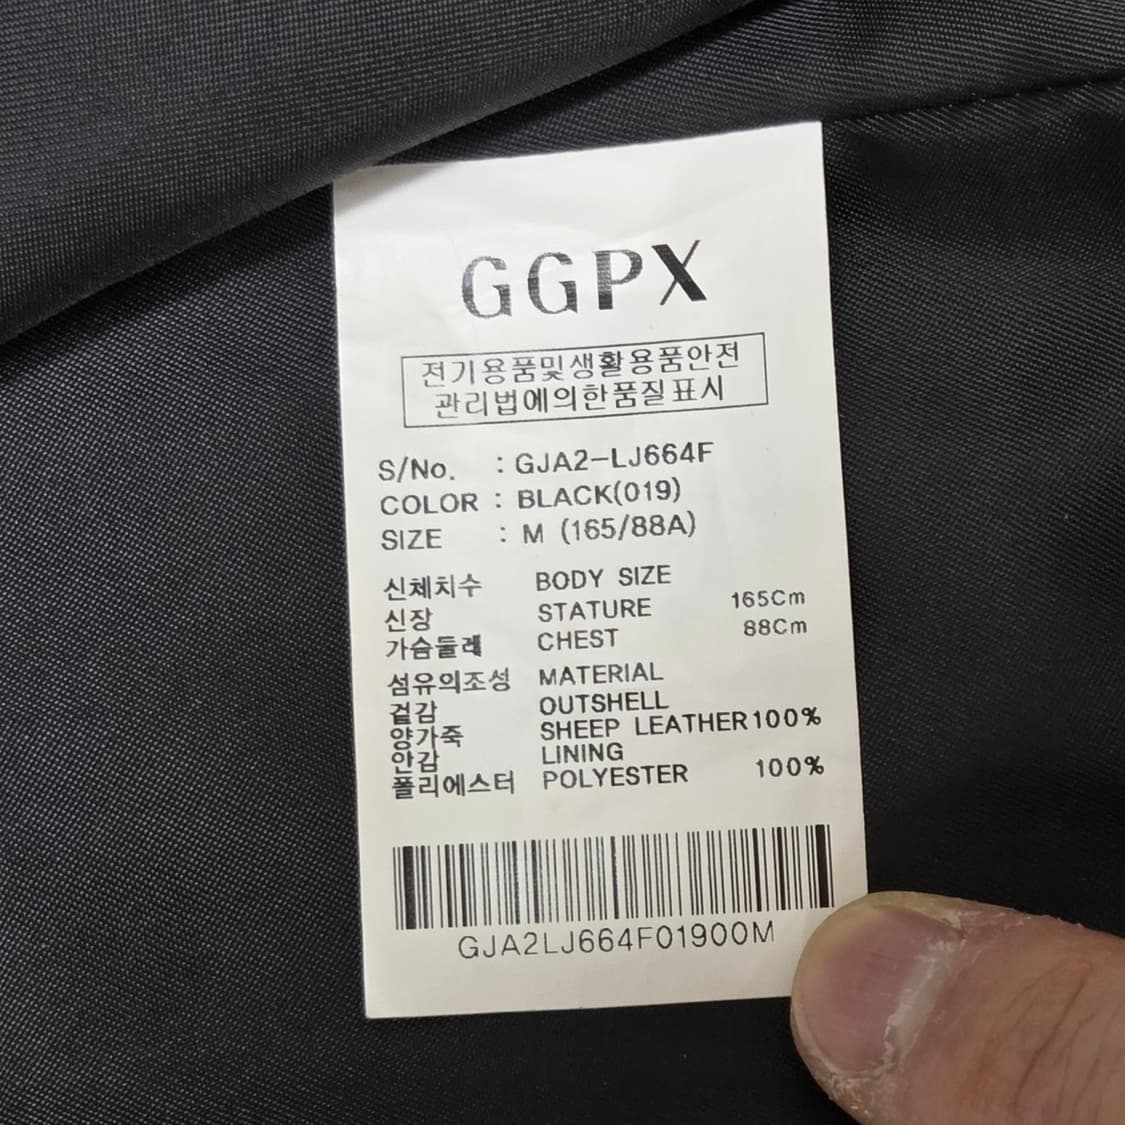 GGPX
전기용품및생활용품안전
관리법에의한품질표시
S/No. : GJA2-LJ664F
COLOR : BLACK(019)
SIZE : M (165/88A)
신체치수 BODY SIZE
신장 STATURE 165Cm
가슴둘레 CHEST 88Cm
섬유의조성 MATERIAL
겉감 OUTSHELL
양가죽 SHEEP LEATHER 100%
안감 LINING
폴리에스터 POLYESTER 100%
GJA2LJ664F01900M